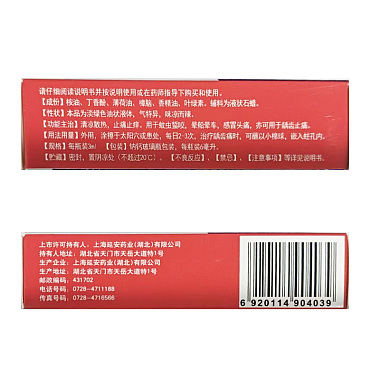 请仔细阅读说明书并按说明使用或在药师指导下购买和使用。
【成份】桉油、丁香酚、薄荷油、樟脑、香精油、叶绿素。辅料为液状石蜡。
【性状】本品为淡绿色油状液体，气特异，味凉而辣。
【功能主治】清凉散热，止痛止痒。用于蚊虫蜇咬，晕船晕车，感冒头痛，亦可用于龋齿止痛。
【用法用量】外用，涂擦于太阳穴或患处，每日2~3次，治疗龋齿痛时，可蘸以小棉球，嵌入蛀孔内。
【规格】每瓶装3ml 【包装】钠钙玻璃瓶包装，每瓶装6毫升。
【贮藏】密封，置阴凉处（不超过20℃）。【不良反应】、【禁忌】、【注意事项】等详见说明书。
上市许可持有人：上海延安药业(湖北)有限公司
持有人地址：湖北省天门市天岳大道特1号
生产企业：上海延安药业(湖北)有限公司
生产地址：湖北省天门市天岳大道特1号
邮政编码：431702
电话号码：0728-4711188
传真号码：0728-4716566
6 920114 904039